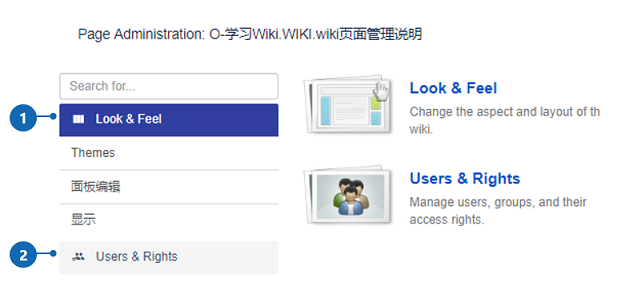 Page Administration: O-学习Wiki.WIKI.wiki页面管理说明
Search for...
1
Look & Feel
Themes
面板编辑
显示
2
Users & Rights
Look & Feel
Change the aspect and layout of th
wiki.
Users & Rights
Manage users, groups, and their
access rights.